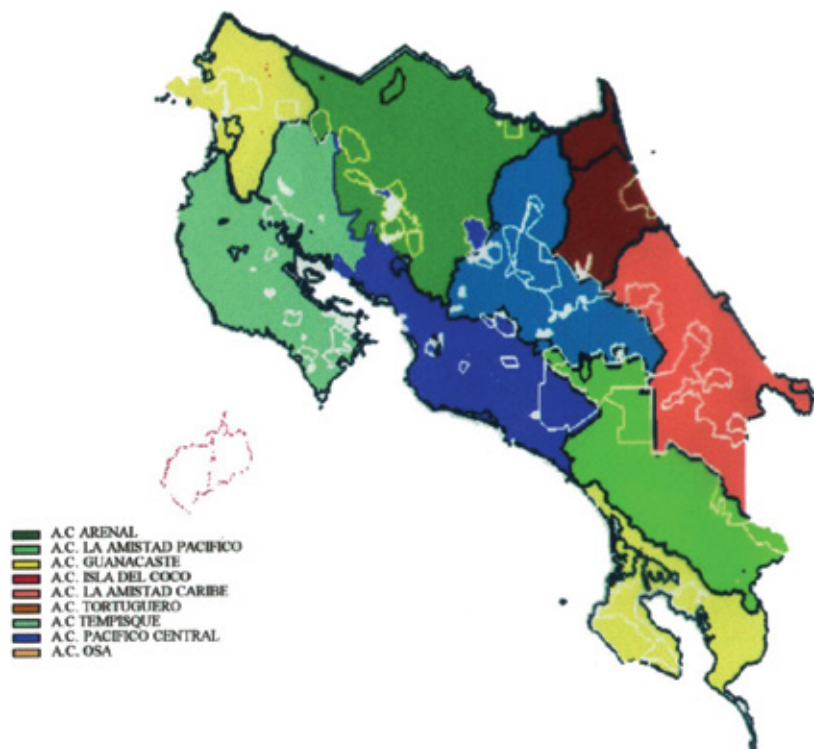 A.C ARENAL
A.C. LA AMISTAD PACIFICO
A.C. GUANACASTE
A.C. ISLA DEL COCO
A.C. LA AMISTAD CARIBE
A.C. TORTUGUERO
A.C TEMPISQUE
A.C. PACIFICO CENTRAL
A.C. OSA